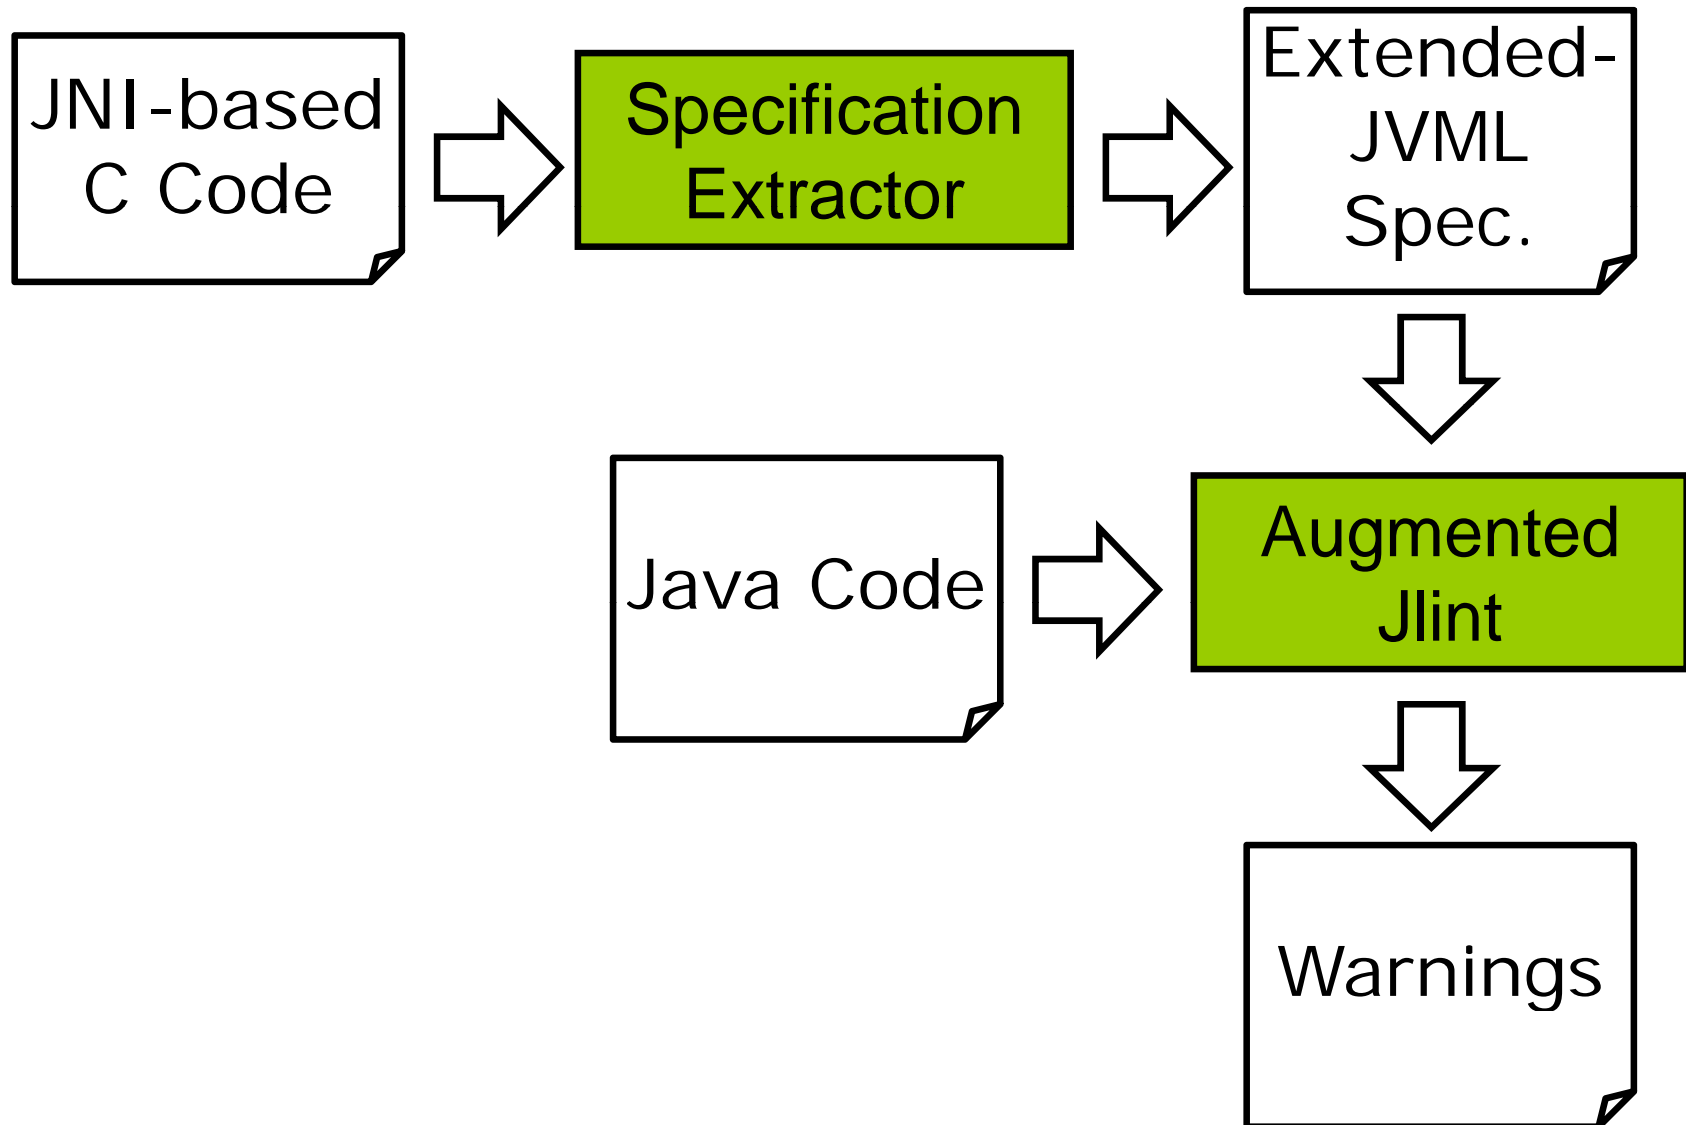 JNI-based
C Code
Specification
Extractor
Extended-
JVML
Spec.
Java Code
Augmented
Jlint
Warnings